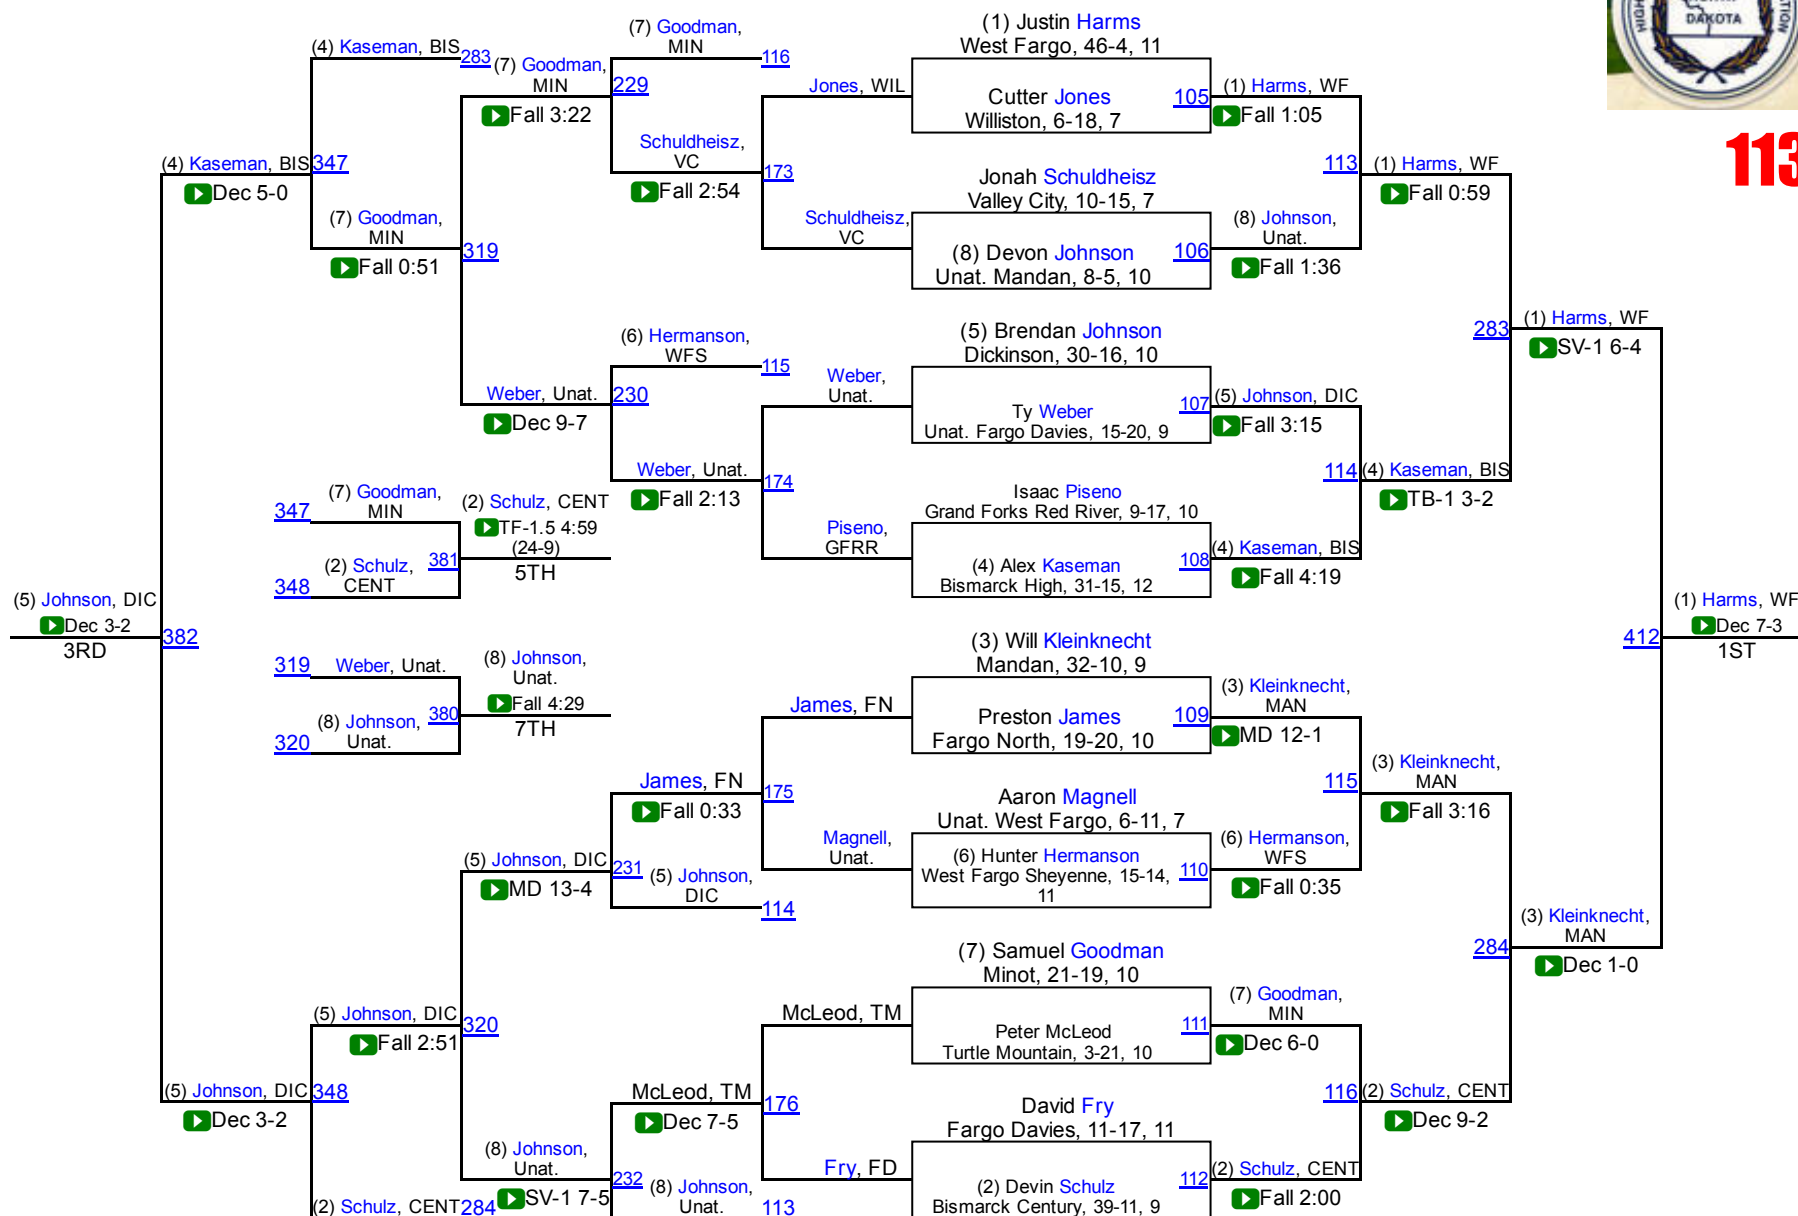 (4) Kaseman, BIS
283
(7) Goodman,
MIN
Fall 3:22
(7) Goodman,
MIN
116
229
Jones, WIL
Schuldheisz,
VC
Fall 2:54
173
Schuldheisz,
VC
(4) Kaseman, BIS
Dec 5-0
347
(7) Goodman,
MIN
Fall 0:51
319
(6) Hermanson,
WFS
115
Weber, Unat.
Dec 9-7
230
Weber,
Unat.
Weber, Unat.
Fall 2:13
174
Piseno,
GFRR
347
(7) Goodman,
MIN
348
(2) Schulz,
CENT
381
(2) Schulz, CENT
TF-1.5 4:59
(24-9)
5TH
(5) Johnson, DIC
Dec 3-2
3RD
382
319
Weber, Unat.
320
(8) Johnson,
Unat.
380
(8) Johnson,
Unat.
Fall 4:29
7TH
James, FN
James, FN
Fall 0:33
175
Magnell,
Unat.
(5) Johnson, DIC
MD 13-4
231
(5) Johnson,
DIC
114
(5) Johnson, DIC
Fall 2:51
320
(5) Johnson, DIC
Dec 3-2
348
McLeod, TM
McLeod, TM
Dec 7-5
176
Fry, FD
(8) Johnson,
Unat.
SV-1 7-5
232
(8) Johnson,
Unat.
113
(2) Schulz, CENT
284
(1) Justin Harms
West Fargo, 46-4, 11
Cutter Jones
Williston, 6-18, 7
105
Jonah Schuldheisz
Valley City, 10-15, 7
(8) Devon Johnson
Unat. Mandan, 8-5, 10
106
(5) Brendan Johnson
Dickinson, 30-16, 10
Ty Weber
Unat. Fargo Davies, 15-20, 9
107
Isaac Piseno
Grand Forks Red River, 9-17, 10
(4) Alex Kaseman
Bismarck High, 31-15, 12
108
(3) Will Kleinknecht
Mandan, 32-10, 9
Preston James
Fargo North, 19-20, 10
109
Aaron Magnell
Unat. West Fargo, 6-11, 7
(6) Hunter Hermanson
West Fargo Sheyenne, 15-14,
11
110
(7) Samuel Goodman
Minot, 21-19, 10
Peter McLeod
Turtle Mountain, 3-21, 10
111
David Fry
Fargo Davies, 11-17, 11
(2) Devin Schulz
Bismarck Century, 39-11, 9
112
(1) Harms, WF
Fall 1:05
113
(8) Johnson,
Unat.
Fall 1:36
(1) Harms, WF
Fall 0:59
(5) Johnson, DIC
Fall 3:15
114
(4) Kaseman, BIS
TB-1 3-2
(4) Kaseman, BIS
Fall 4:19
283
(1) Harms, WF
SV-1 6-4
(3) Kleinknecht,
MAN
MD 12-1
115
(3) Kleinknecht,
MAN
Fall 3:16
(6) Hermanson,
WFS
Fall 0:35
284
(3) Kleinknecht,
MAN
Dec 1-0
(7) Goodman,
MIN
Dec 6-0
116
(2) Schulz, CENT
Dec 9-2
(2) Schulz, CENT
Fall 2:00
412
(1) Harms, WF
Dec 7-3
1ST
DAKOTA
HIGH
113